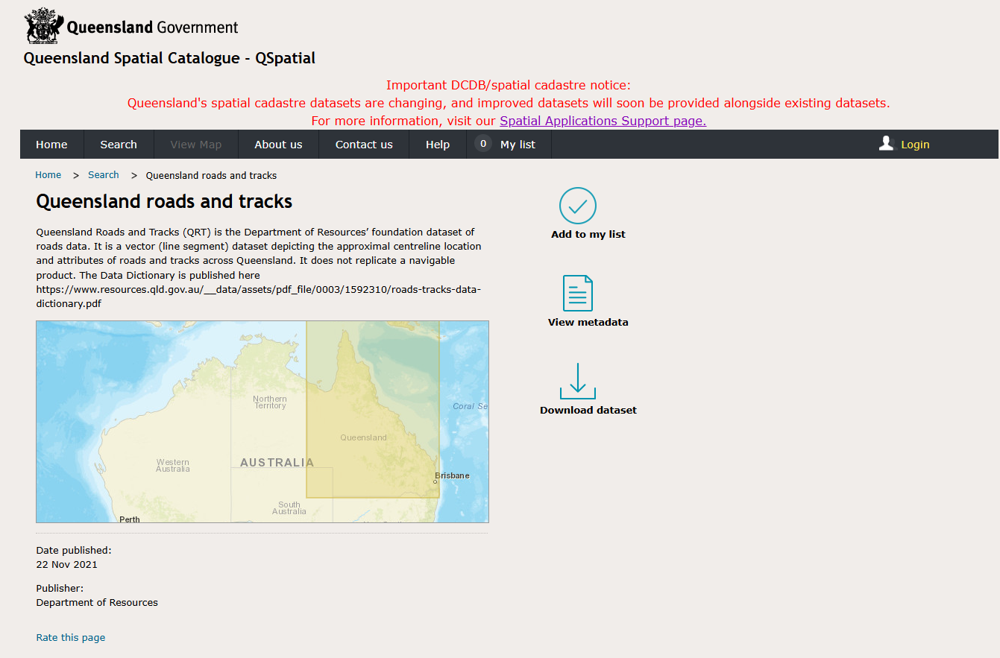 Queensland Government
Queensland Spatial Catalogue - QSpatial
Important DCDB/spatial cadastre notice:
Queensland's spatial cadastre datasets are changing, and improved datasets will soon be provided alongside existing datasets.
For more information, visit our Spatial Applications Support page.
Home Search View Map About us Contact us Help 0 My list Login
Home > Search > Queensland roads and tracks
Queensland roads and tracks
Queensland Roads and Tracks (QRT) is the Department of Resources’ foundation dataset of
roads data. It is a vector (line segment) dataset depicting the approximal centreline location
and attributes of roads and tracks across Queensland. It does not replicate a navigable
product. The Data Dictionary is published here
https://www.resources.qld.gov.au/__data/assets/pdf_file/0003/1592310/roads-tracks-data-
dictionary.pdf
Northern
Territory
Coral Se
Queensland
Western
Australia
AUSTRALIA
Brisbane
South
Australia
Perth
Date published:
22 Nov 2021
Publisher:
Department of Resources
Rate this page
Add to my list
View metadata
Download dataset